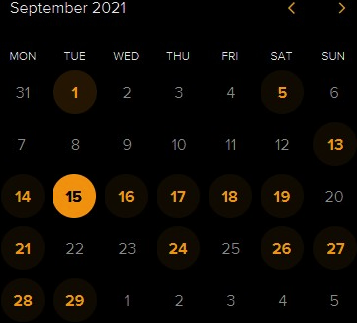 September 2021 < >
MON TUE WED THU FRI SAT SUN
31 1 2 3 4 5 6
7 8 9 10 11 12 13
14 15 16 17 18 19 20
21 22 23 24 25 26 27
28 29 1 2 3 4 5